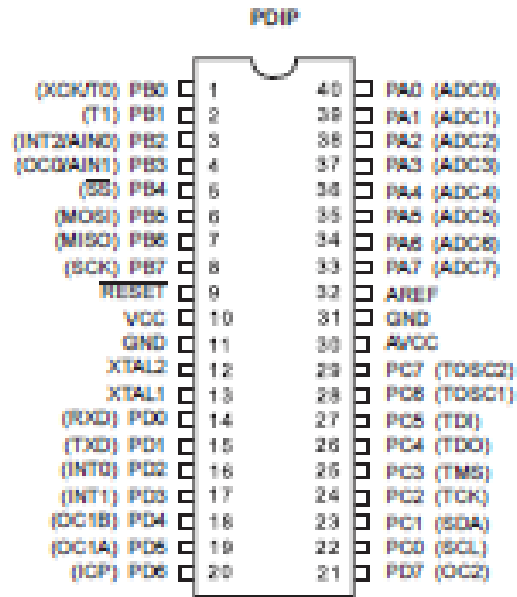 PDIP
(XCK/T0) PB0 1 40 PA0 (ADC0)
(T1) PB1 2 39 PA1 (ADC1)
(INT2/AIN0) PB2 3 38 PA2 (ADC2)
(OC0/AIN1) PB3 4 37 PA3 (ADC3)
(SS) PB4 5 36 PA4 (ADC4)
(MOSI) PB5 6 35 PA5 (ADC5)
(MISO) PB6 7 34 PA6 (ADC6)
(SCK) PB7 8 33 PA7 (ADC7)
RESET 9 32 AREF
VCC 10 31 GND
GND 11 30 AVCC
XTAL2 12 29 PC7 (TOSC2)
XTAL1 13 28 PC6 (TOSC1)
(RXD) PD0 14 27 PC5 (TDI)
(TXD) PD1 15 26 PC4 (TDO)
(INT0) PD2 16 25 PC3 (TMS)
(INT1) PD3 17 24 PC2 (TCK)
(OC1B) PD4 18 23 PC1 (SDA)
(OC1A) PD5 19 22 PC0 (SCL)
(ICP) PD6 20 21 PD7 (OC2)